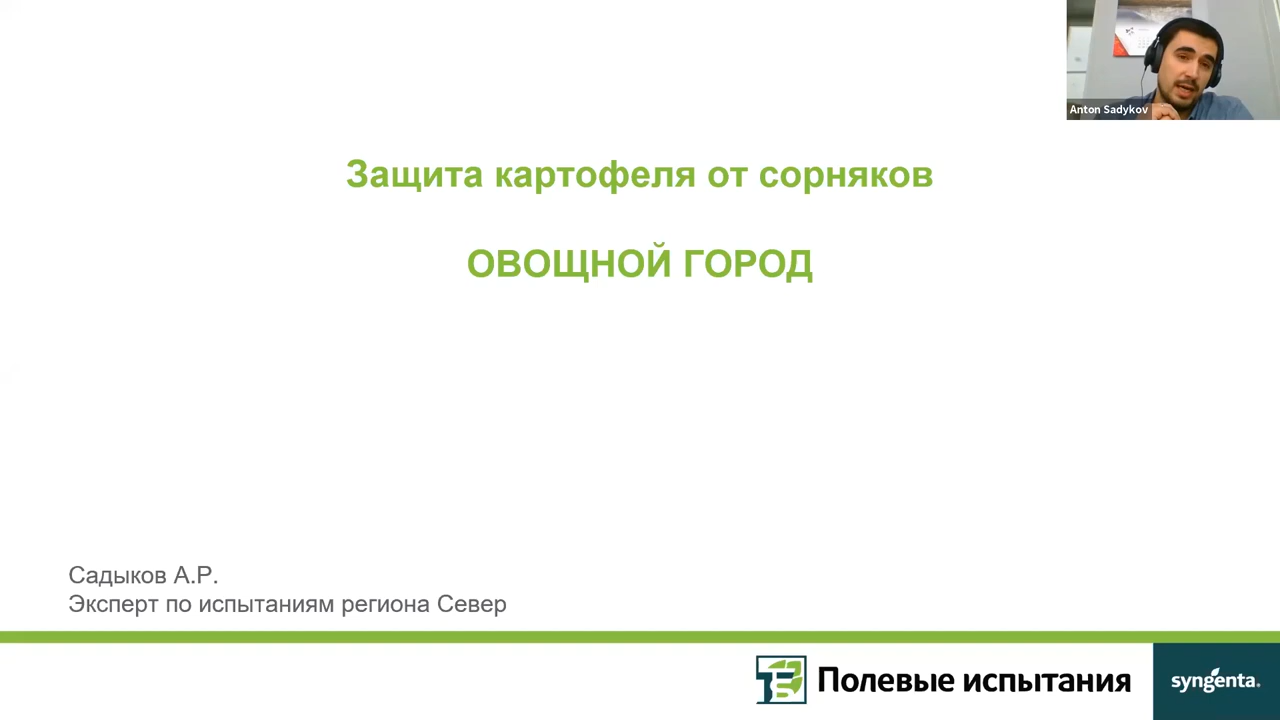 Anton Sadykov
Защита картофеля от сорняков
ОВОЩНОЙ ГОРОД
Садыков А.Р.
Эксперт по испытаниям региона Север
Полевые испытания
syngenta.